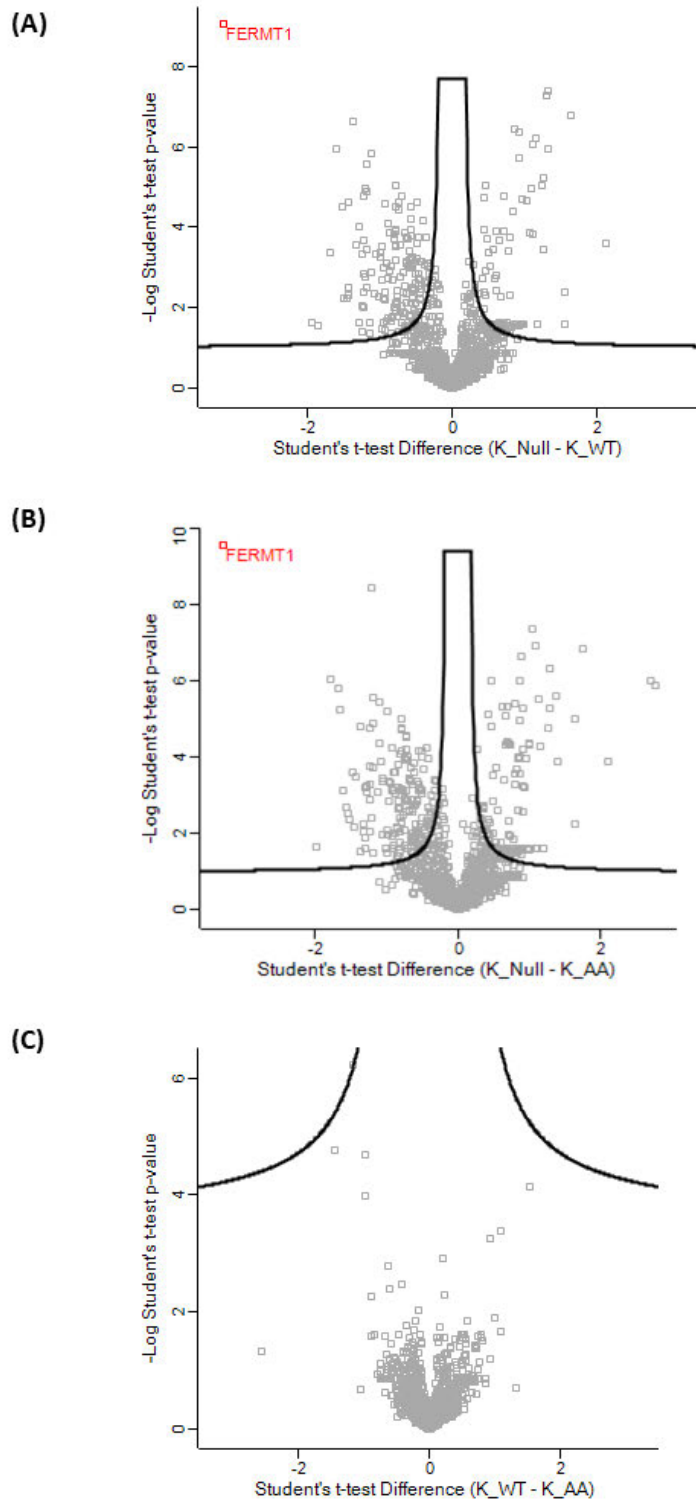 (A)
FERMT1
8
6
4
2
0
-Log Student's t-test p-value
-2 0 2
Student's t-test Difference (K_Null - K_WT)
(B)
10
FERMT1
8
6
4
2
0
-Log Student's t-test p-value
-2 0 2
Student's t-test Difference (K_Null - K_AA)
(C)
6
4
2
0
-Log Student's t-test p-value
-2 0 2
Student's t-test Difference (K_WT - K_AA)